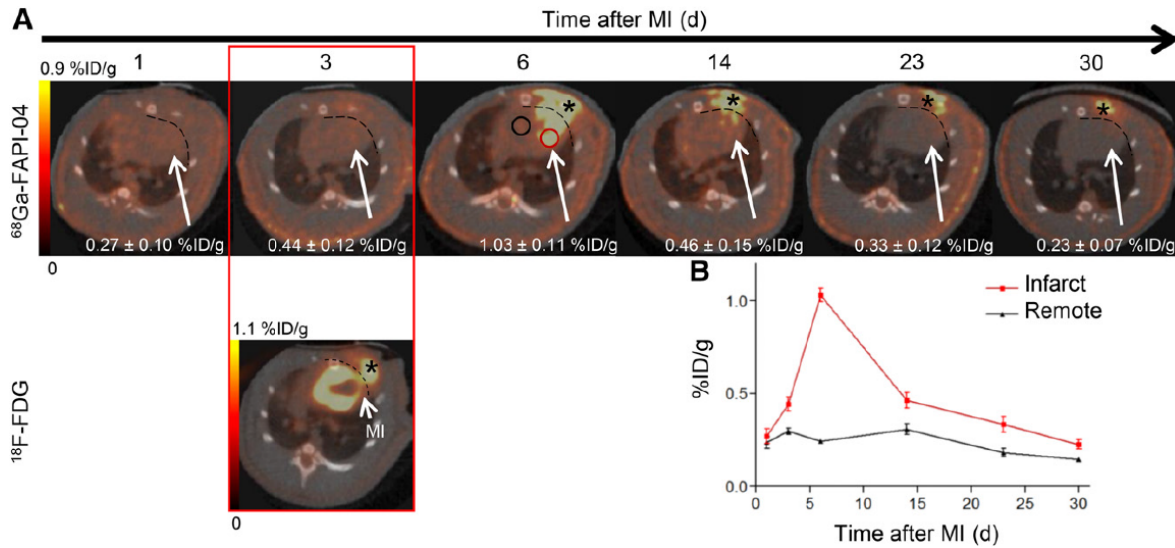 A
Time after MI (d)
1 3 6 14 23 30
0.9 %ID/g
⁶⁸Ga-FAPI-04
* * * *
0.27 ± 0.10 %ID/g 0.44 ± 0.12 %ID/g 1.03 ± 0.11 %ID/g 0.46 ± 0.15 %ID/g 0.33 ± 0.12 %ID/g 0.23 ± 0.07 %ID/g
0
1.1 %ID/g
¹⁸F-FDG
*
MI
0
B
Infarct
Remote
%ID/g
1.0
0.5
0.0
0 5 10 15 20 25 30
Time after MI (d)